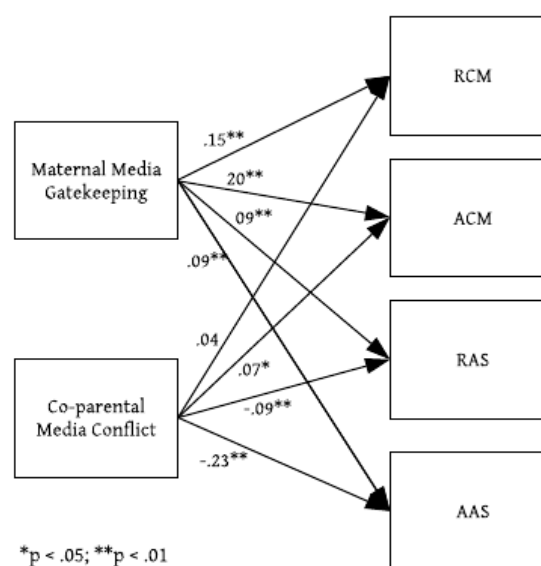 RCM
Maternal Media
Gatekeeping
.15**
20**
09**
.09**
ACM
.04
.07*
-.09**
-.23**
RAS
Co-parental
Media Conflict
AAS
*p < .05; **p < .01